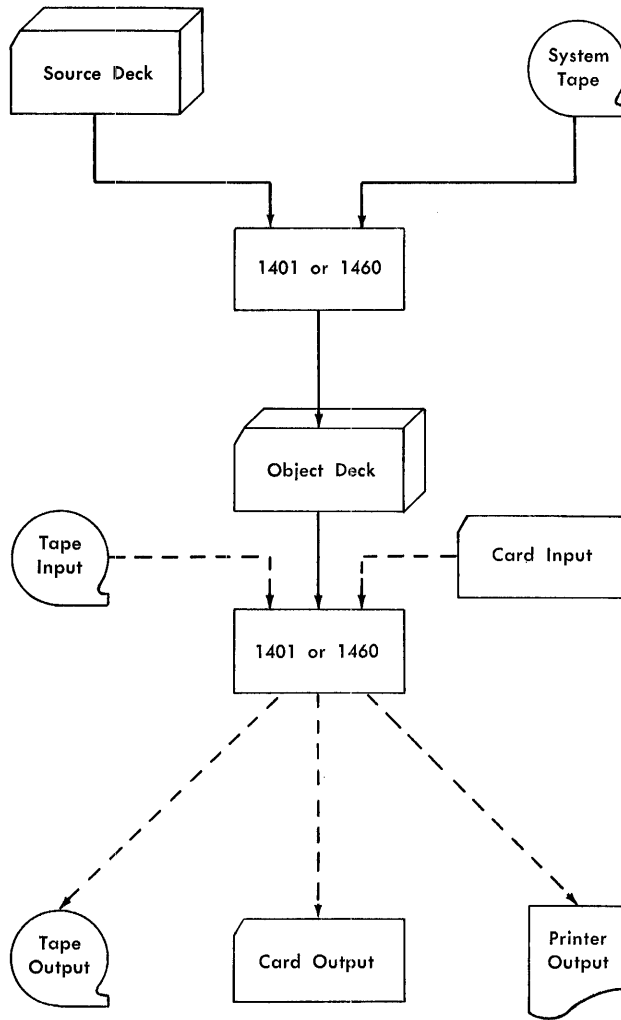 Source Deck
System
Tape
1401 or 1460
Object Deck
Tape
Input
Card Input
1401 or 1460
Tape
Output
Card Output
Printer
Output